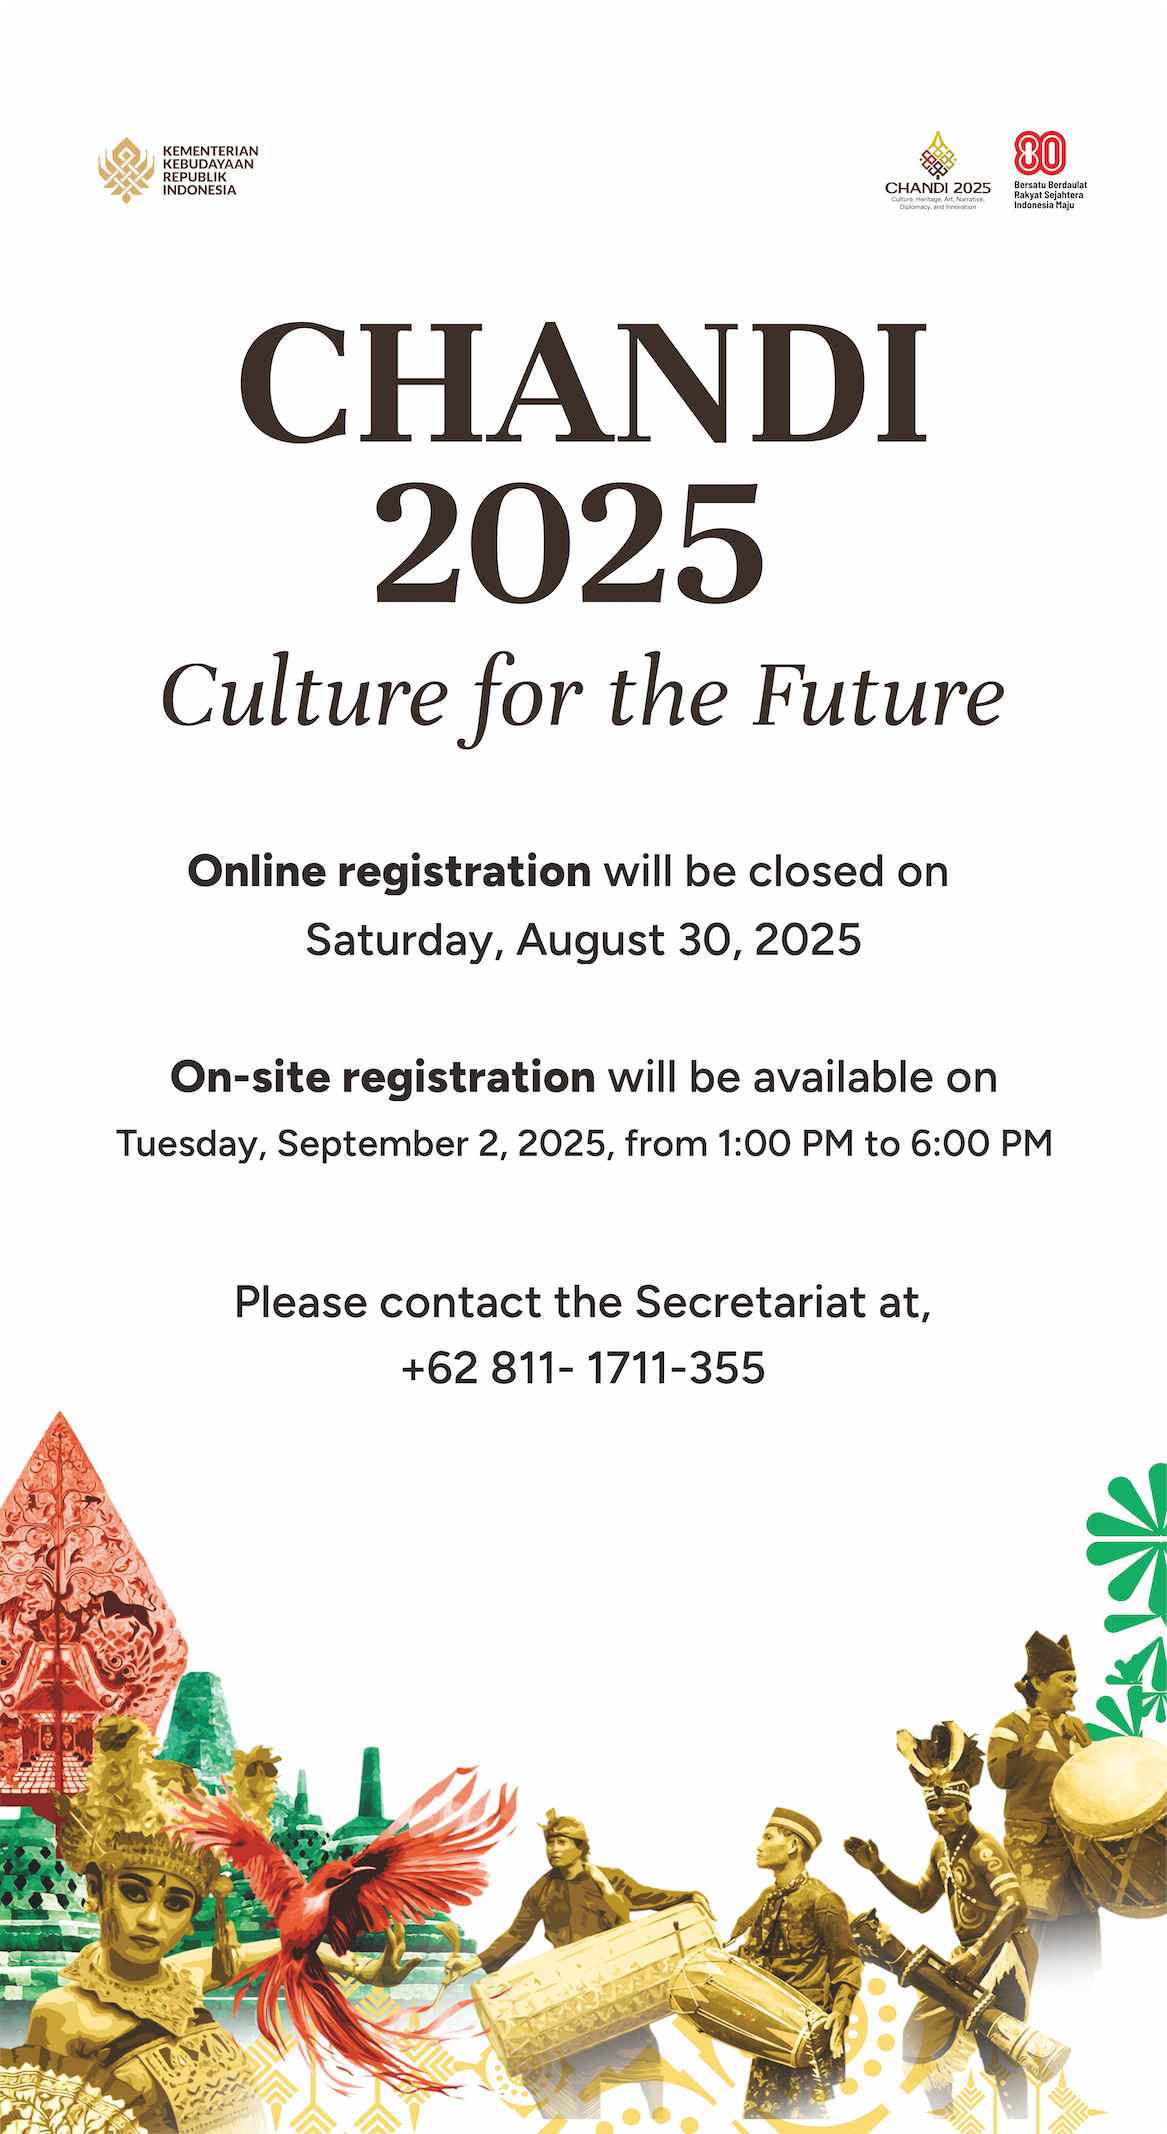 KEMENTERIAN
KEBUDAYAAN
REPUBLIK
INDONESIA
CHANDI 2025
Culture, Heritage, Art, Narrative,
Diplomacy, and Innovation
80
Bersatu Berdaulat
Rakyat Sejahtera
Indonesia Maju
CHANDI
2025
Culture for the Future
Online registration will be closed on
Saturday, August 30, 2025
On-site registration will be available on
Tuesday, September 2, 2025, from 1:00 PM to 6:00 PM
Please contact the Secretariat at,
+62 811- 1711-355